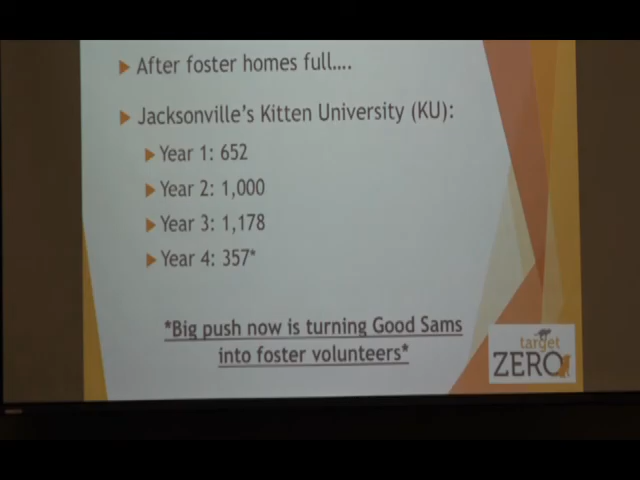 After foster homes full....
Jacksonville's Kitten University (KU):
Year 1: 652
Year 2: 1,000
Year 3: 1,178
Year 4: 357*
*Big push now is turning Good Sams
into foster volunteers*
target
ZERO